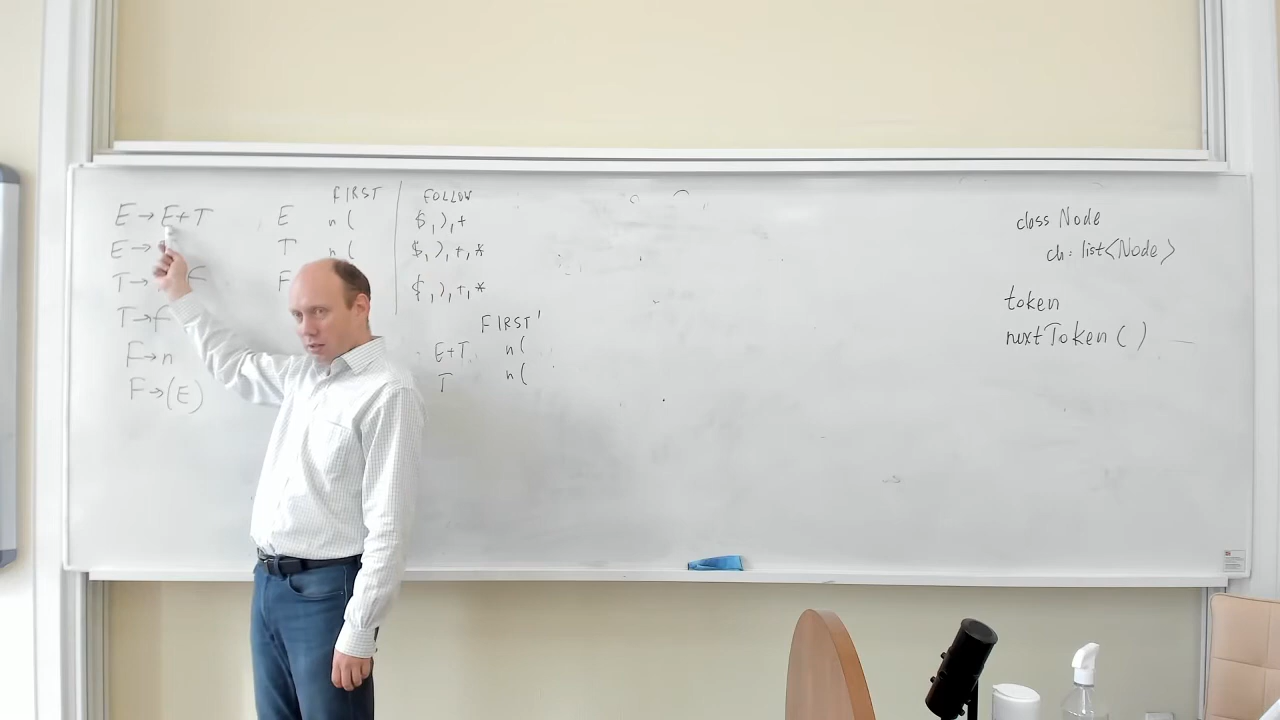 E → E+T
E →
T → F
T → F
F → n
F → (E)
FIRST FOLLOW
E n ( $, ), +
T n ( $, ), +, *
F $, ), +, *
FIRST'
E+T n (
T n (
class Node
ch: list<Node>
token
nextToken()